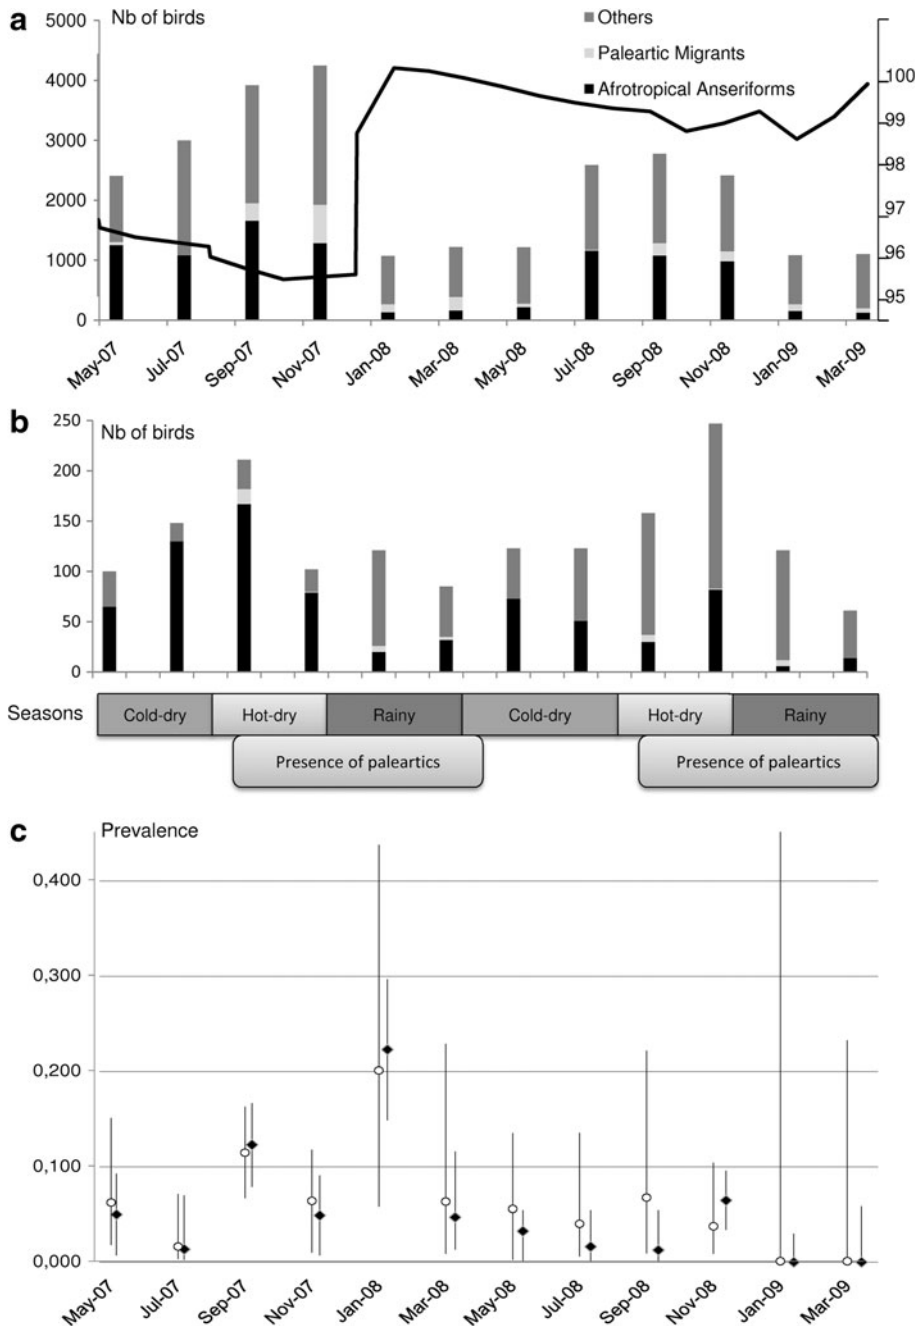 a
Nb of birds
5000
4000
3000
2000
1000
0
Others
Paleartic Migrants
Afrotropical Anseriforms
100
99
98
97
96
95
May-07
Jul-07
Sep-07
Nov-07
Jan-08
Mar-08
May-08
Jul-08
Sep-08
Nov-08
Jan-09
Mar-09
b
Nb of birds
250
200
150
100
50
0
Seasons
Cold-dry
Hot-dry
Rainy
Cold-dry
Hot-dry
Rainy
Presence of paleartics
Presence of paleartics
c
Prevalence
0,400
0,300
0,200
0,100
0,000
May-07
Jul-07
Sep-07
Nov-07
Jan-08
Mar-08
May-08
Jul-08
Sep-08
Nov-08
Jan-09
Mar-09